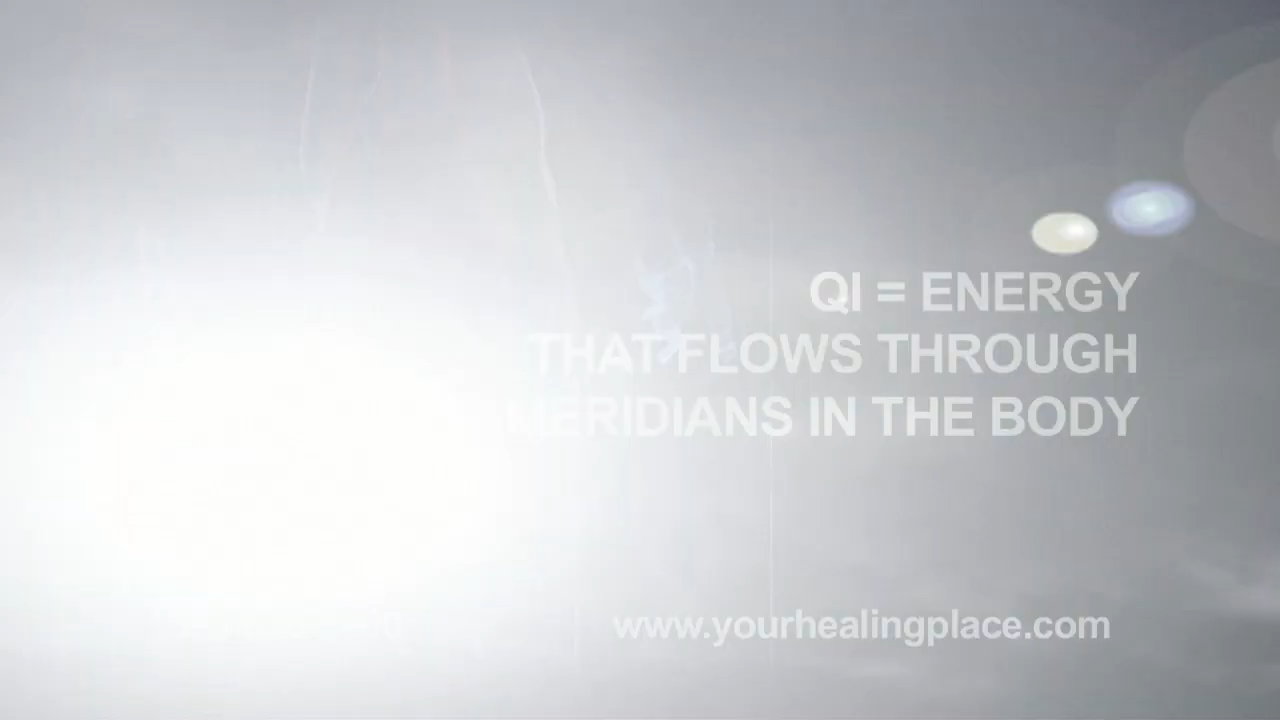 QI = ENERGY
THAT FLOWS THROUGH
MERIDIANS IN THE BODY
www.yourhealingplace.com